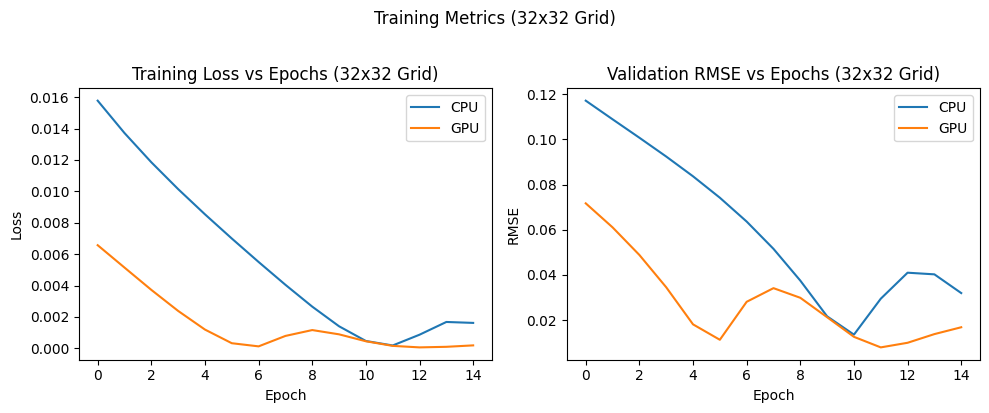 Training Metrics (32x32 Grid)
Training Loss vs Epochs (32x32 Grid)
0.016
0.014
0.012
0.010
0.008
0.006
0.004
0.002
0.000
Loss
0 2 4 6 8 10 12 14
Epoch
CPU
GPU
Validation RMSE vs Epochs (32x32 Grid)
0.12
0.10
0.08
0.06
0.04
0.02
RMSE
0 2 4 6 8 10 12 14
Epoch
CPU
GPU